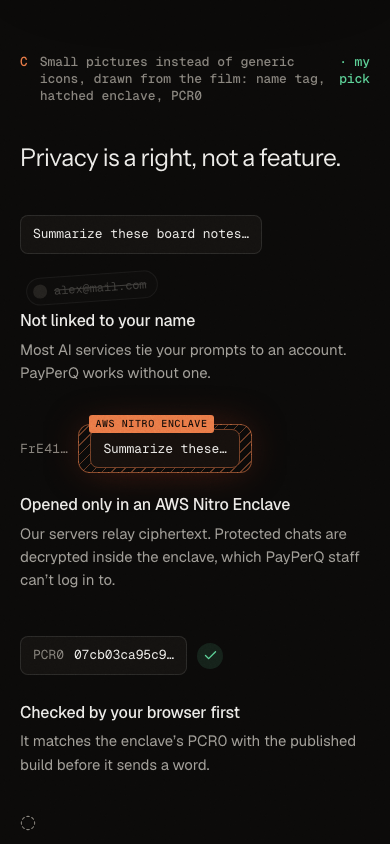 C Small pictures instead of generic · my
icons, drawn from the film: name tag, pick
hatched enclave, PCR0
Privacy is a right, not a feature.
Summarize these board notes…
alex@mail.com
Not linked to your name
Most AI services tie your prompts to an account.
PayPerQ works without one.
AWS NITRO ENCLAVE
FrE41… Summarize these…
Opened only in an AWS Nitro Enclave
Our servers relay ciphertext. Protected chats are
decrypted inside the enclave, which PayPerQ staff
can’t log in to.
PCR0 07cb03ca95c9…
Checked by your browser first
It matches the enclave’s PCR0 with the published
build before it sends a word.